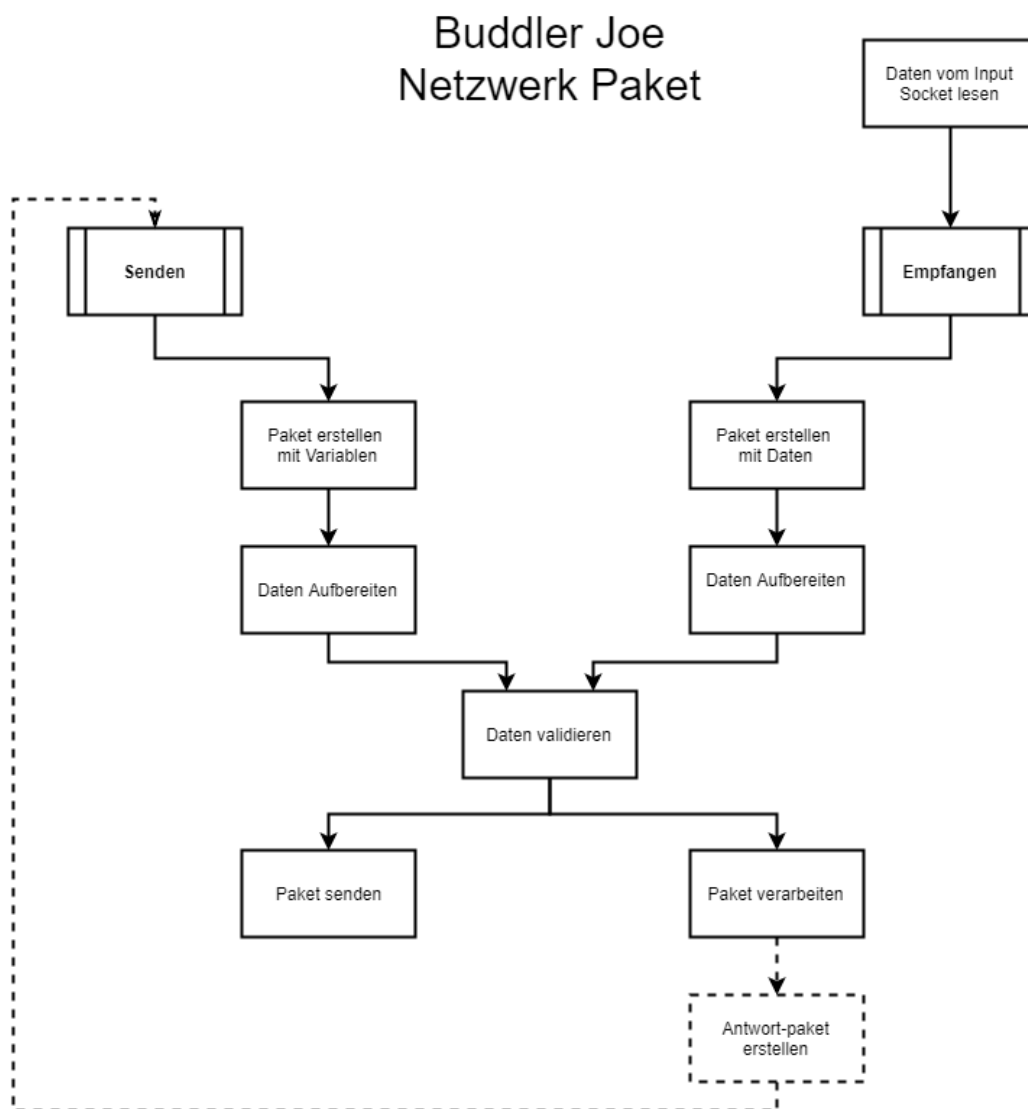 Buddler Joe
Netzwerk Paket
Daten vom Input
Socket lesen
Senden
Empfangen
Paket erstellen
mit Variablen
Paket erstellen
mit Daten
Daten Aufbereiten
Daten Aufbereiten
Daten validieren
Paket senden
Paket verarbeiten
Antwort-paket
erstellen